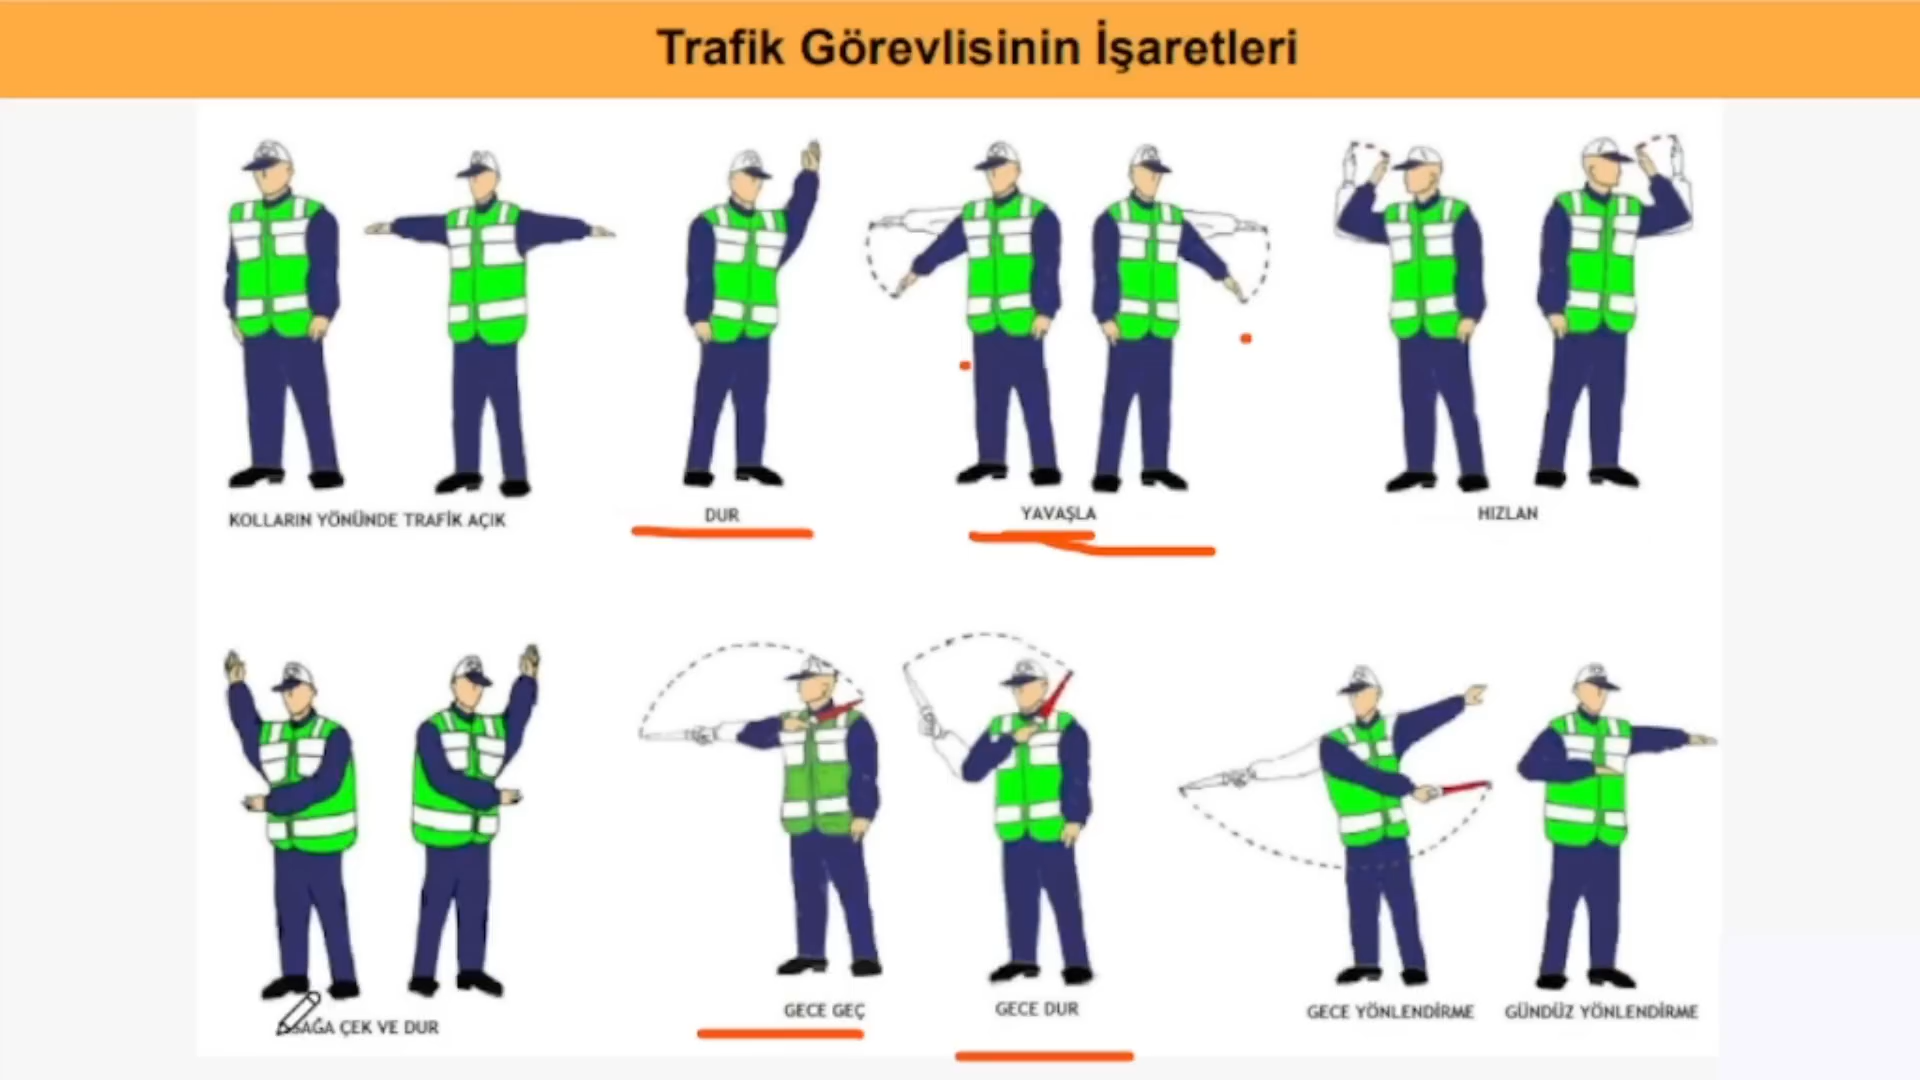 Trafik Görevlisinin İşaretleri
KOLLARIN YÖNÜNDE TRAFİK AÇIK
DUR
YAVAŞLA
HIZLAN
SAĞA ÇEK VE DUR
GECE GEÇ
GECE DUR
GECE YÖNLENDİRME
GÜNDÜZ YÖNLENDİRME